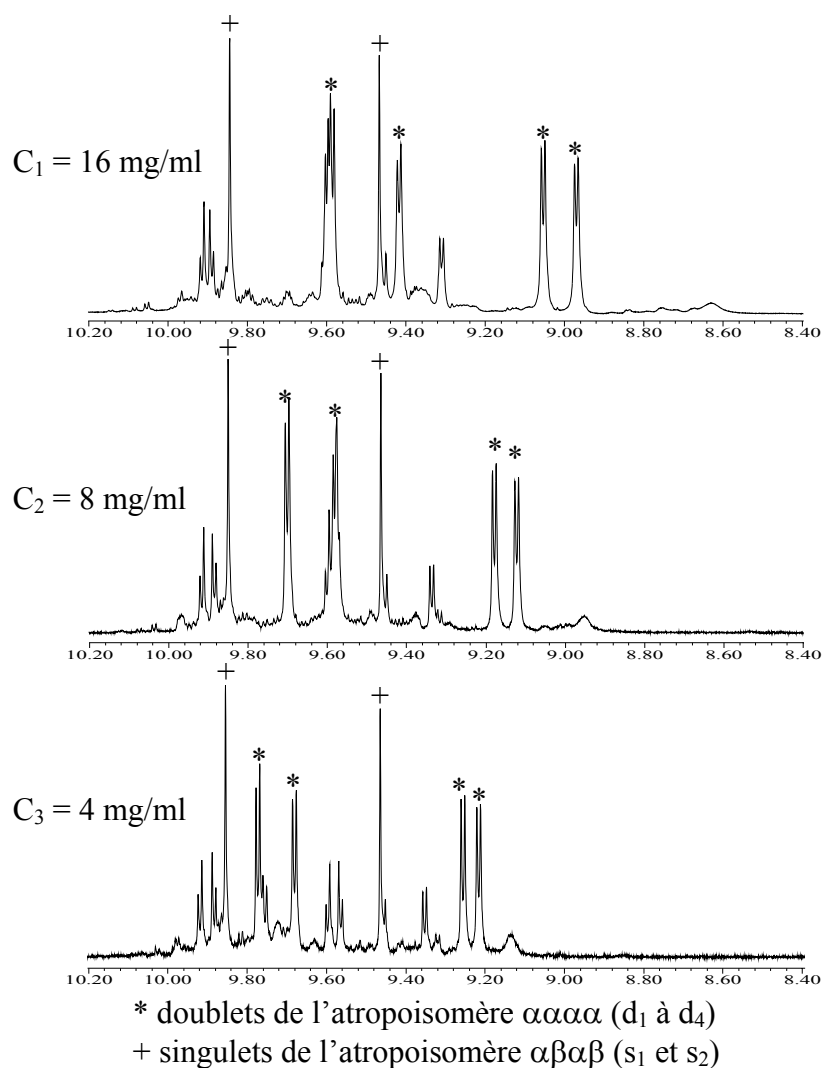 +
+
*
*
*
*
C₁ = 16 mg/ml
10.20 10.00 9.80 9.60 9.40 9.20 9.00 8.80 8.60 8.40
+
+
*
*
*
*
C₂ = 8 mg/ml
10.20 10.00 9.80 9.60 9.40 9.20 9.00 8.80 8.60 8.40
+
+
*
*
*
*
C₃ = 4 mg/ml
10.20 10.00 9.80 9.60 9.40 9.20 9.00 8.80 8.60 8.40
* doublets de l’atropoisomère αααα (d₁ à d₄)
+ singulets de l’atropoisomère αβαβ (s₁ et s₂)